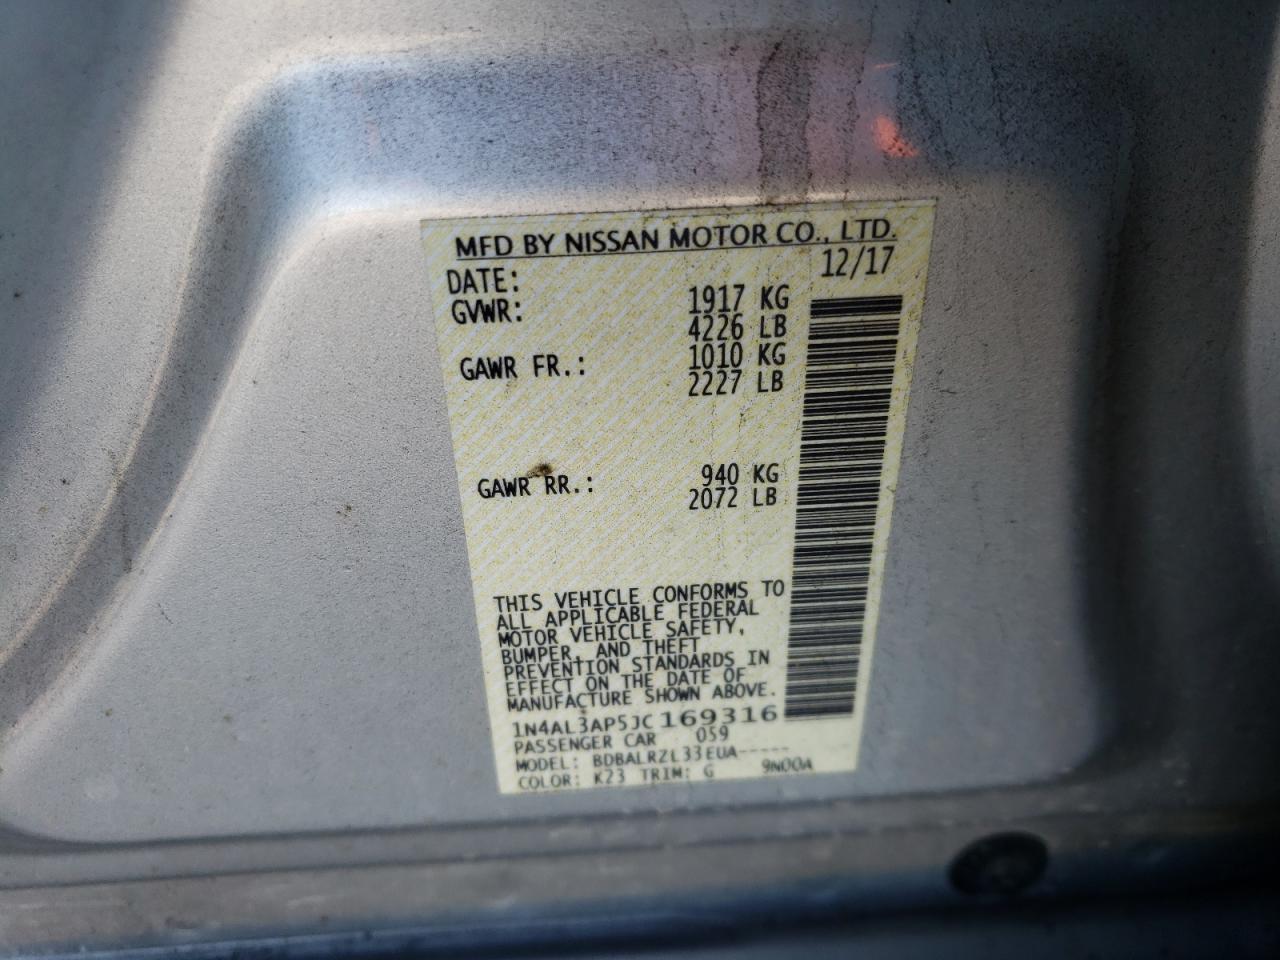 MFD BY NISSAN MOTOR CO., LTD.
DATE: 12/17
GVWR: 1917 KG
4226 LB
GAWR FR.: 1010 KG
2227 LB
GAWR RR.: 940 KG
2072 LB
THIS VEHICLE CONFORMS TO
ALL APPLICABLE FEDERAL
MOTOR VEHICLE SAFETY,
BUMPER, AND THEFT
PREVENTION STANDARDS IN
EFFECT ON THE DATE OF
MANUFACTURE SHOWN ABOVE.
1N4AL3AP5JC169316
PASSENGER CAR 059
MODEL: BDBALRZL33EUA-----
COLOR: K23 TRIM: G 9N00A